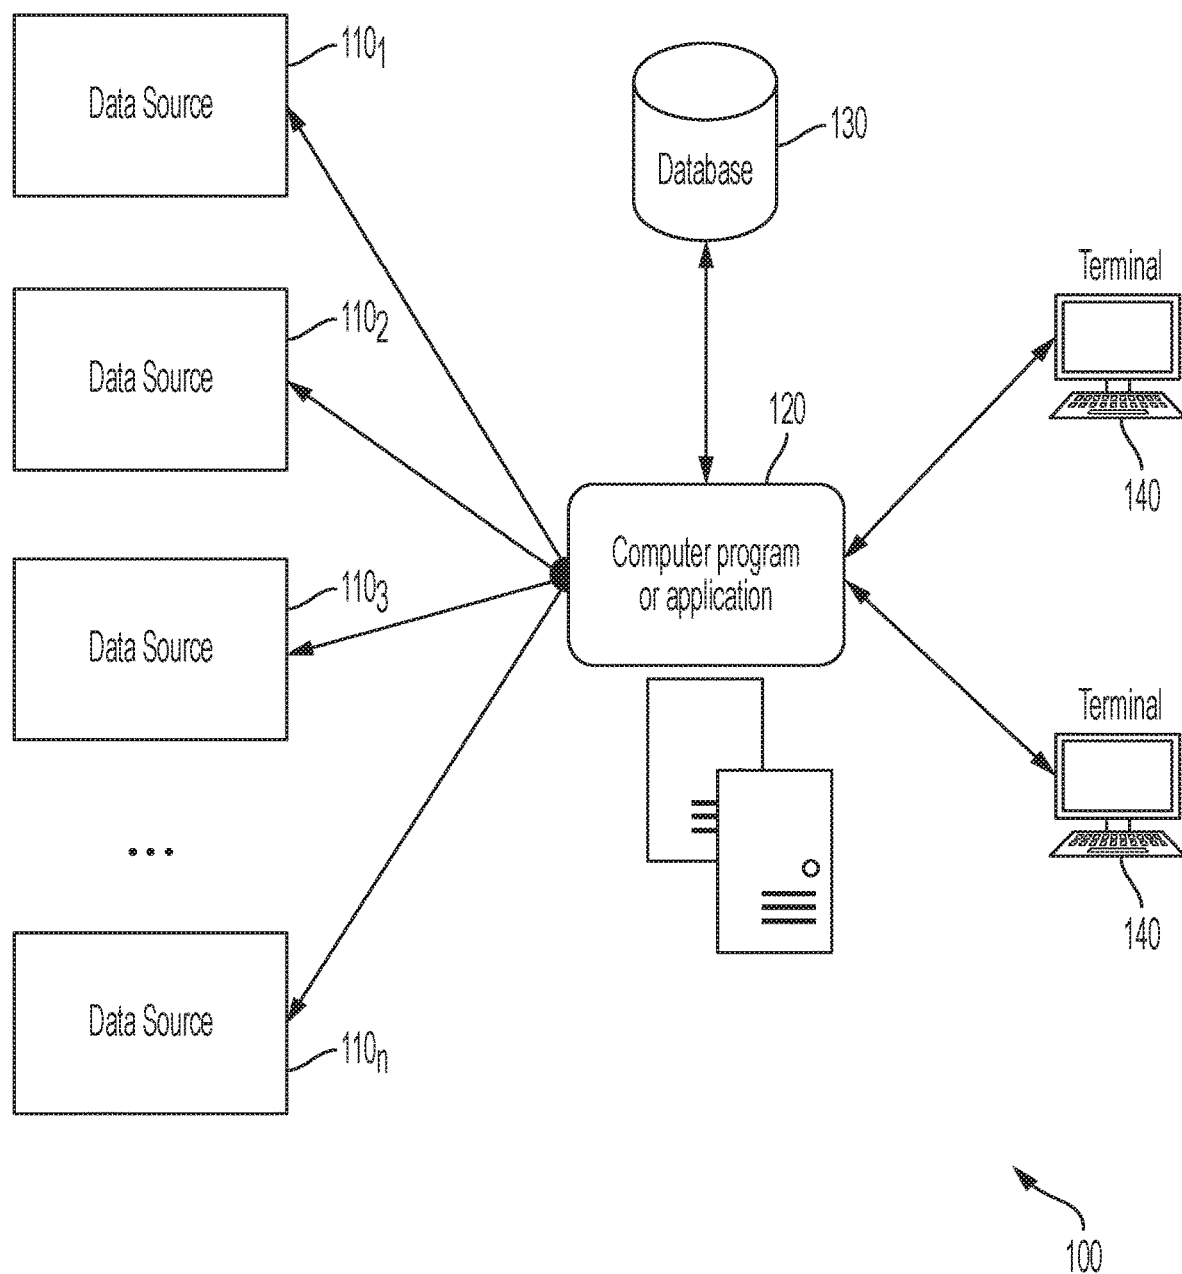 110₁
Data Source
130
Database
Terminal
110₂
Data Source
120
140
Computer program
or application
110₃
Data Source
Terminal
...
140
Data Source
110ₙ
100